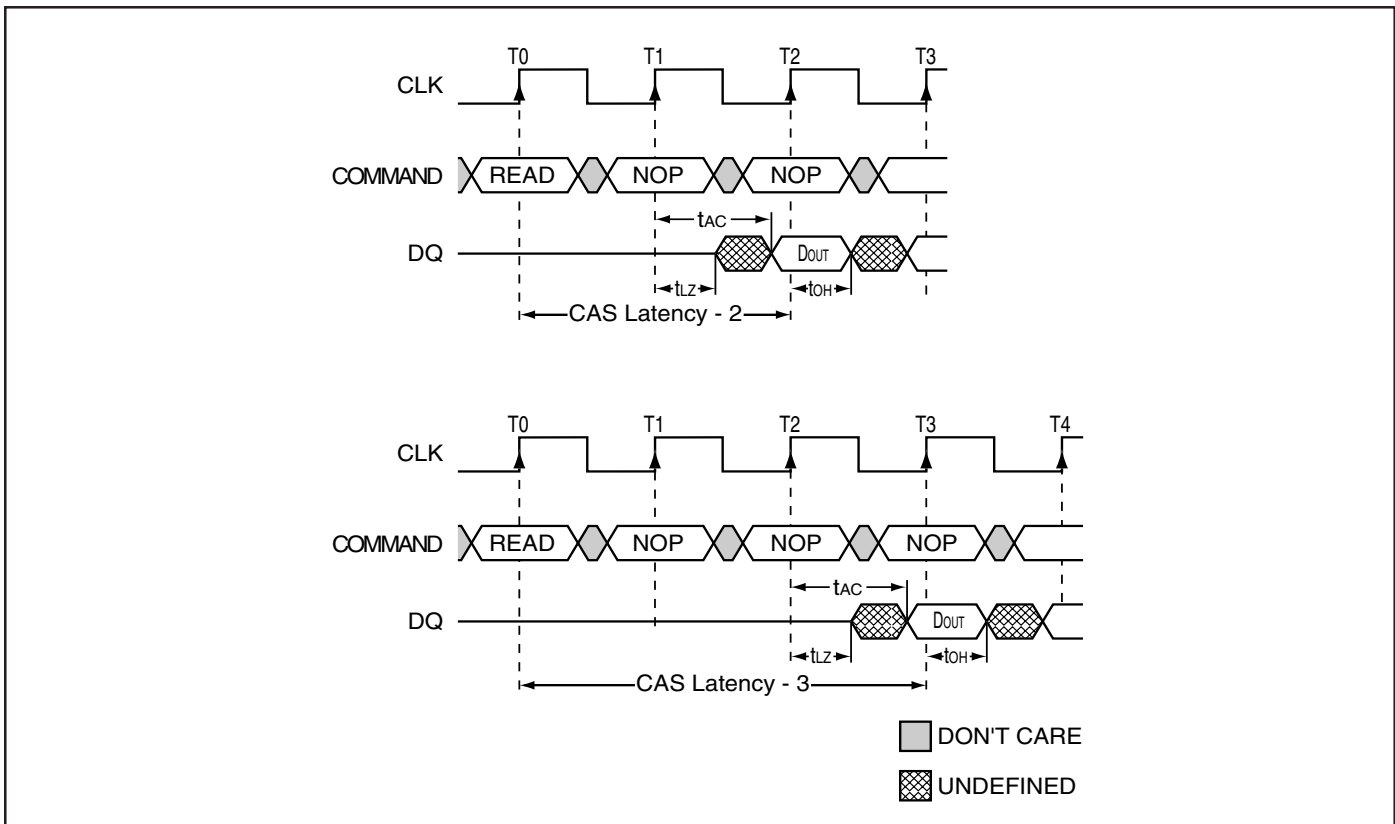 T0 T1 T2 T3
CLK
COMMAND READ NOP NOP
tAC
DQ DOUT
tLZ tOH
CAS Latency - 2
T0 T1 T2 T3 T4
CLK
COMMAND READ NOP NOP NOP
tAC
DQ DOUT
tLZ tOH
CAS Latency - 3
DON'T CARE
UNDEFINED